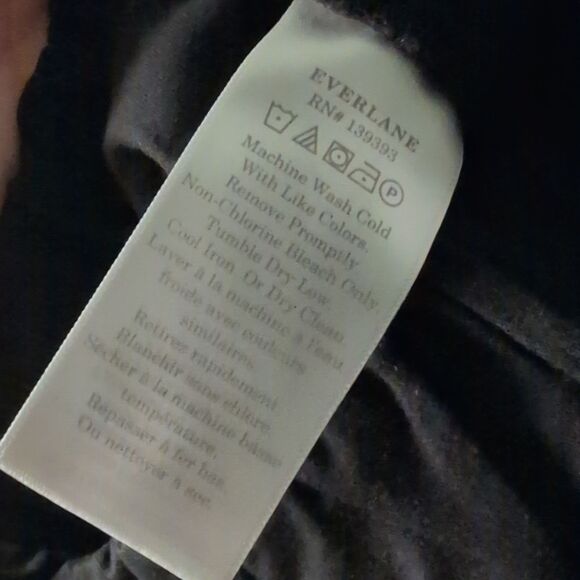 EVERLANE
RN# 139393
P
Machine Wash Cold
With Like Colors.
Remove Promptly
Non-Chlorine Bleach Only
Tumble Dry Low
Cool Iron. Or Dry Clean.
Laver à la machine à l'eau
froide avec couleurs
similaires.
Retirez rapidement
Blanchir sans chlore.
Sécher à la machine basse
température.
Repasser à fer bas.
Ou nettoyer à sec.